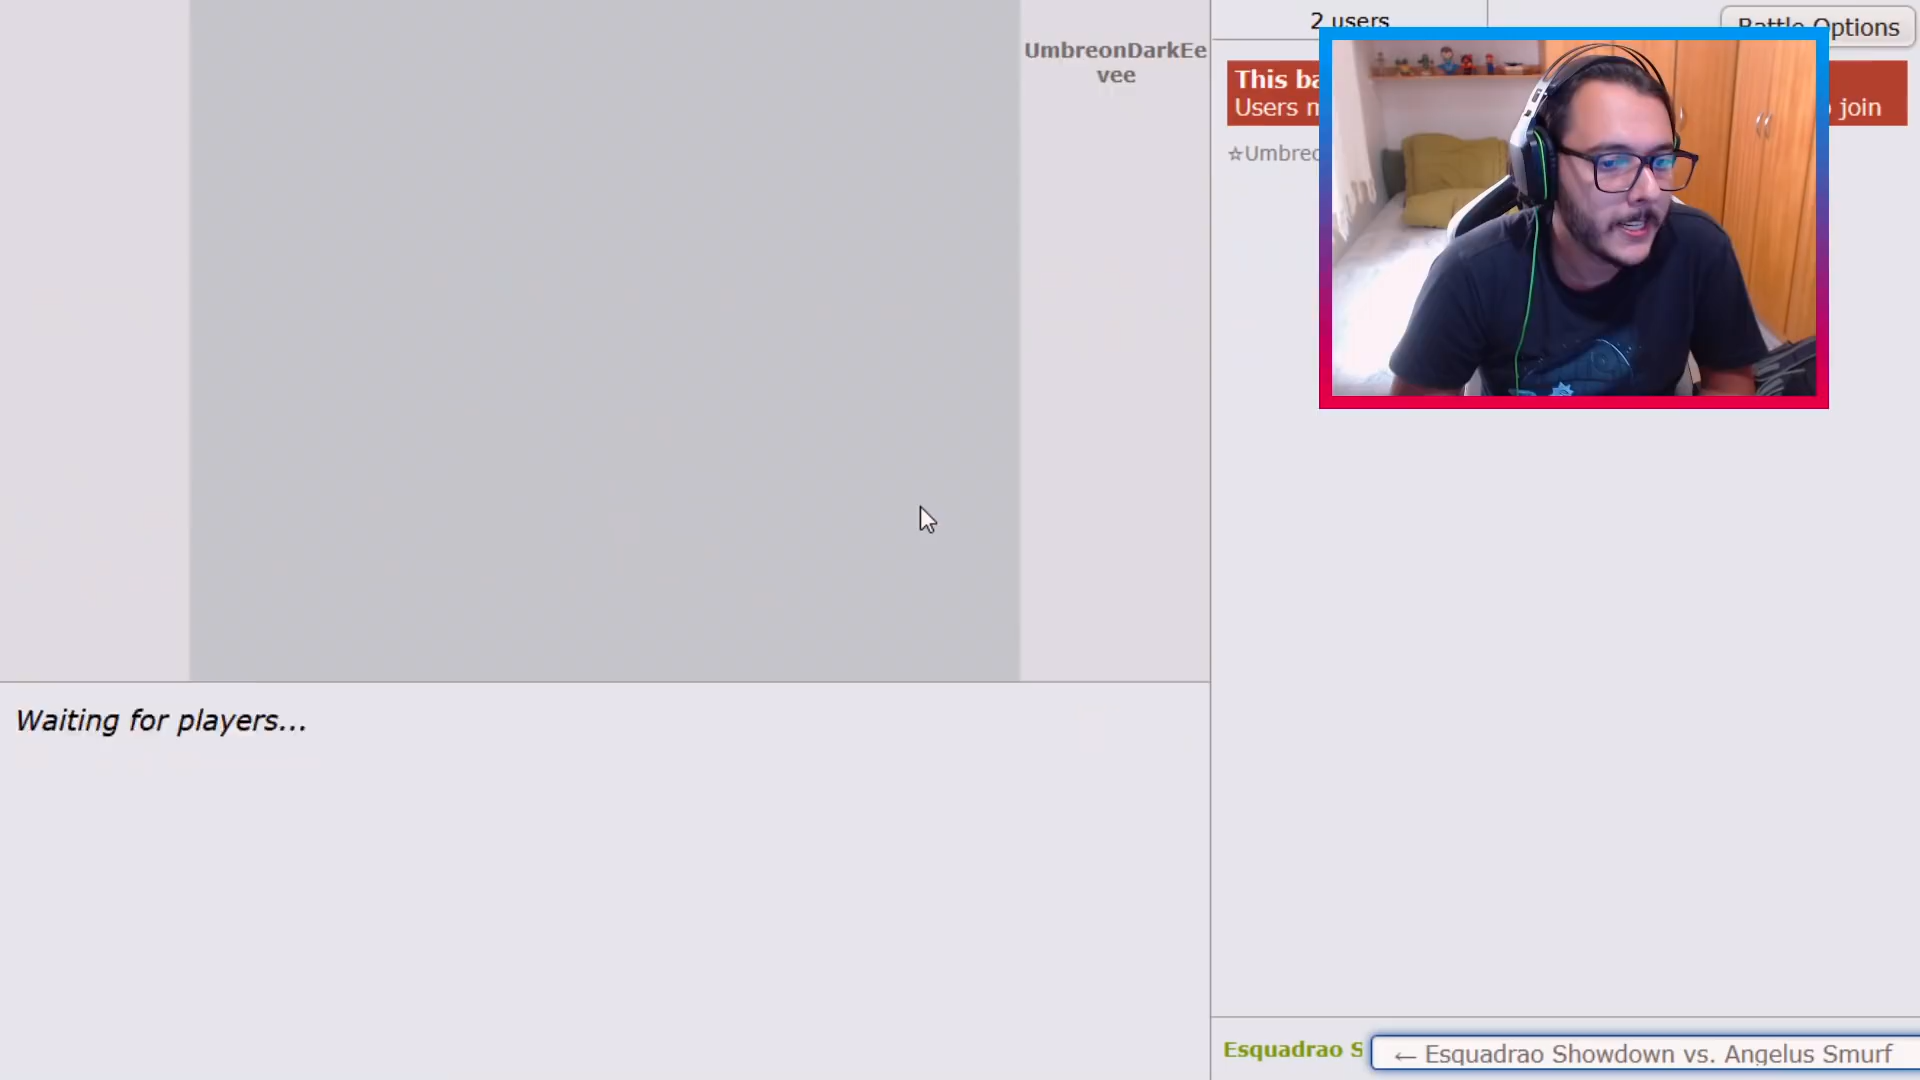 2 users
Battle Options
UmbreonDarkEe
vee
This ba
Users m
join
☆Umbreo
Waiting for players...
Esquadrao S
← Esquadrao Showdown vs. Angelus Smurf